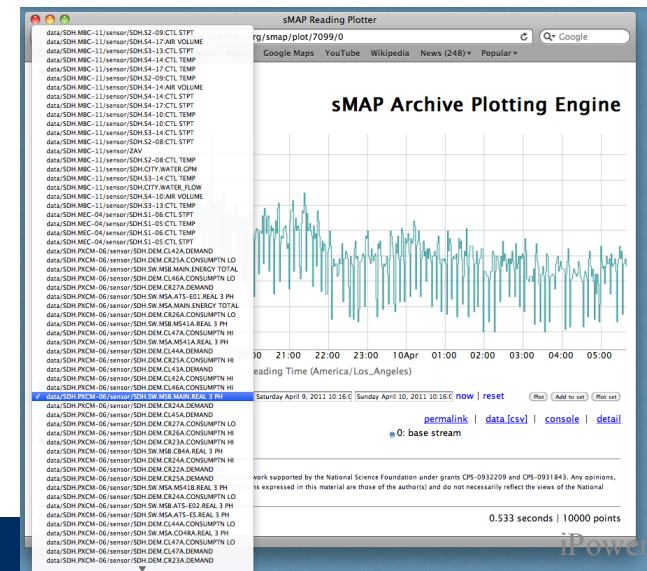 sMAP Reading Plotter
rg/smap/plot/7099/0
Google
Google Maps YouTube Wikipedia News (248) Popular
data/SDH.MBC-11/sensor/SDH.S2-09:CTL STPT
data/SDH.MBC-11/sensor/SDH.S4-17:AIR VOLUME
data/SDH.MBC-11/sensor/SDH.S3-13:CTL STPT
data/SDH.MBC-11/sensor/SDH.S4-14:CTL TEMP
data/SDH.MBC-11/sensor/SDH.S4-17:CTL TEMP
data/SDH.MBC-11/sensor/SDH.S2-09:CTL TEMP
data/SDH.MBC-11/sensor/SDH.S4-14:AIR VOLUME
data/SDH.MBC-11/sensor/SDH.S4-14:CTL STPT
data/SDH.MBC-11/sensor/SDH.S4-17:CTL STPT
data/SDH.MBC-11/sensor/SDH.S4-10:CTL TEMP
data/SDH.MBC-11/sensor/SDH.S4-10:CTL STPT
data/SDH.MBC-11/sensor/SDH.S3-14:CTL STPT
data/SDH.MBC-11/sensor/SDH.S2-08:CTL STPT
data/SDH.MBC-11/sensor/ZAV
data/SDH.MBC-11/sensor/SDH.S2-08:CTL TEMP
data/SDH.MBC-11/sensor/SDH.CITY.WATER.GPM
data/SDH.MBC-11/sensor/SDH.S3-14:CTL TEMP
data/SDH.MBC-11/sensor/SDH.CITY.WATER_FLOW
data/SDH.MBC-11/sensor/SDH.S4-10:AIR VOLUME
data/SDH.MBC-11/sensor/SDH.S3-13:CTL TEMP
data/SDH.MEC-04/sensor/SDH.S1-06:CTL STPT
data/SDH.MEC-04/sensor/SDH.S1-05:CTL TEMP
data/SDH.MEC-04/sensor/SDH.S1-06:CTL TEMP
data/SDH.MEC-04/sensor/SDH.S1-05:CTL STPT
data/SDH.PXCM-06/sensor/SDH.DEM.CL42A.DEMAND
data/SDH.PXCM-06/sensor/SDH.DEM.CR25A.CONSUMPTN LO
data/SDH.PXCM-06/sensor/SDH.SW.MSB.MAIN.ENERGY TOTAL
data/SDH.PXCM-06/sensor/SDH.DEM.CL46A.CONSUMPTN LO
data/SDH.PXCM-06/sensor/SDH.DEM.CR27A.DEMAND
data/SDH.PXCM-06/sensor/SDH.SW.MSA.ATS-E01.REAL 3 PH
data/SDH.PXCM-06/sensor/SDH.SW.MSA.MAIN.ENERGY TOTAL
data/SDH.PXCM-06/sensor/SDH.DEM.CR26A.CONSUMPTN LO
data/SDH.PXCM-06/sensor/SDH.DEM.CL43A.CONSUMPTN LO
data/SDH.PXCM-06/sensor/SDH.SW.MSB.MS41A.REAL 3 PH
data/SDH.PXCM-06/sensor/SDH.DEM.CL47A.CONSUMPTN HI
data/SDH.PXCM-06/sensor/SDH.SW.MSA.MS41A.REAL 3 PH
data/SDH.PXCM-06/sensor/SDH.DEM.CL44A.DEMAND
data/SDH.PXCM-06/sensor/SDH.DEM.CR25A.CONSUMPTN HI
data/SDH.PXCM-06/sensor/SDH.DEM.CL43A.DEMAND
data/SDH.PXCM-06/sensor/SDH.DEM.CL42A.CONSUMPTN HI
data/SDH.PXCM-06/sensor/SDH.DEM.CL46A.CONSUMPTN HI
✓ data/SDH.PXCM-06/sensor/SDH.SW.MSB.MAIN.REAL 3 PH
data/SDH.PXCM-06/sensor/SDH.DEM.CR24A.DEMAND
data/SDH.PXCM-06/sensor/SDH.DEM.CR26A.DEMAND
data/SDH.PXCM-06/sensor/SDH.DEM.CR27A.CONSUMPTN LO
data/SDH.PXCM-06/sensor/SDH.DEM.CR26A.CONSUMPTN HI
data/SDH.PXCM-06/sensor/SDH.DEM.CR23A.CONSUMPTN HI
data/SDH.PXCM-06/sensor/SDH.SW.MSB.CB4A.REAL 3 PH
data/SDH.PXCM-06/sensor/SDH.DEM.CR24A.CONSUMPTN HI
data/SDH.PXCM-06/sensor/SDH.DEM.CR22A.DEMAND
data/SDH.PXCM-06/sensor/SDH.DEM.CR25A.DEMAND
data/SDH.PXCM-06/sensor/SDH.SW.MSA.MS41B.REAL 3 PH
data/SDH.PXCM-06/sensor/SDH.DEM.CR24A.CONSUMPTN LO
data/SDH.PXCM-06/sensor/SDH.SW.MSB.ATS-E02.REAL 3 PH
data/SDH.PXCM-06/sensor/SDH.SW.MSA.ATS-ES.REAL 3 PH
data/SDH.PXCM-06/sensor/SDH.DEM.CL44A.CONSUMPTN LO
data/SDH.PXCM-06/sensor/SDH.SW.MSA.CD4RA.REAL 3 PH
data/SDH.PXCM-06/sensor/SDH.DEM.CL47A.CONSUMPTN LO
data/SDH.PXCM-06/sensor/SDH.DEM.CL47A.DEMAND
data/SDH.PXCM-06/sensor/SDH.DEM.CR23A.DEMAND
sMAP Archive Plotting Engine
00 21:00 22:00 23:00 10Apr 01:00 02:00 03:00 04:00 05:00
eading Time (America/Los_Angeles)
Saturday April 9, 2011 10:16:0 Sunday April 10, 2011 10:16:0 now | reset Plot Add to set Plot set
permalink | data [csv] | console | detail
0: base stream
work supported by the National Science Foundation under grants CPS-0932209 and CPS-0931843. Any opinions,
ns expressed in this material are those of the author(s) and do not necessarily reflect the views of the National
0.533 seconds | 10000 points
iPower